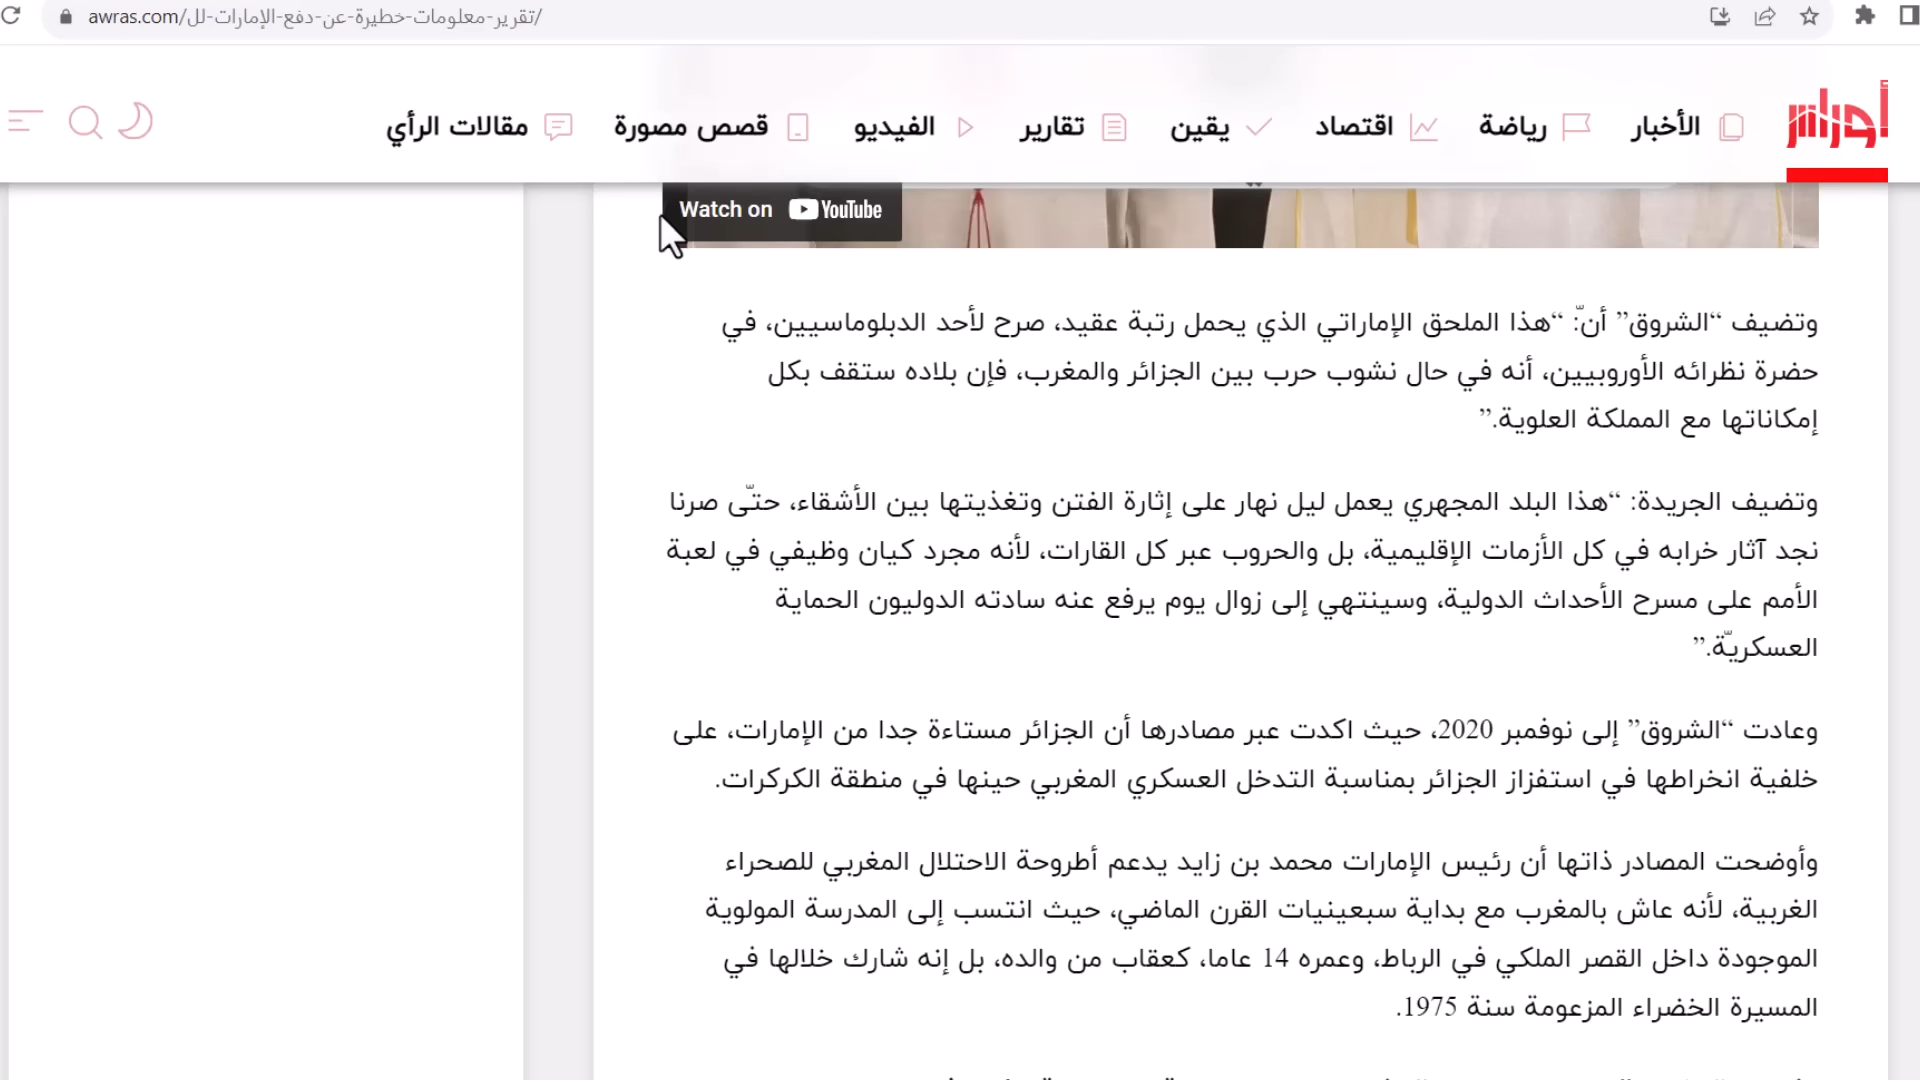 awras.com/تقرير-معلومات-خطيرة-عن-دفع-الإمارات-لل/
أوراس
الأخبار
رياضة
اقتصاد
يقين
تقارير
الفيديو
قصص مصورة
مقالات الرأي
Watch on YouTube
وتضيف “الشروق” أنّ: “هذا الملحق الإماراتي الذي يحمل رتبة عقيد، صرح لأحد الدبلوماسيين، في
حضرة نظرائه الأوروبيين، أنه في حال نشوب حرب بين الجزائر والمغرب، فإن بلاده ستقف بكل
إمكاناتها مع المملكة العلوية.”
وتضيف الجريدة: “هذا البلد المجهري يعمل ليل نهار على إثارة الفتن وتغذيتها بين الأشقاء، حتّى صرنا
نجد آثار خرابه في كل الأزمات الإقليمية، بل والحروب عبر كل القارات، لأنه مجرد كيان وظيفي في لعبة
الأمم على مسرح الأحداث الدولية، وسينتهي إلى زوال يوم يرفع عنه سادته الدوليون الحماية
العسكريّة.”
وعادت “الشروق” إلى نوفمبر 2020، حيث اكدت عبر مصادرها أن الجزائر مستاءة جدا من الإمارات، على
خلفية انخراطها في استفزاز الجزائر بمناسبة التدخل العسكري المغربي حينها في منطقة الكركرات.
وأوضحت المصادر ذاتها أن رئيس الإمارات محمد بن زايد يدعم أطروحة الاحتلال المغربي للصحراء
الغربية، لأنه عاش بالمغرب مع بداية سبعينيات القرن الماضي، حيث انتسب إلى المدرسة المولوية
الموجودة داخل القصر الملكي في الرباط، وعمره 14 عاما، كعقاب من والده، بل إنه شارك خلالها في
المسيرة الخضراء المزعومة سنة 1975.